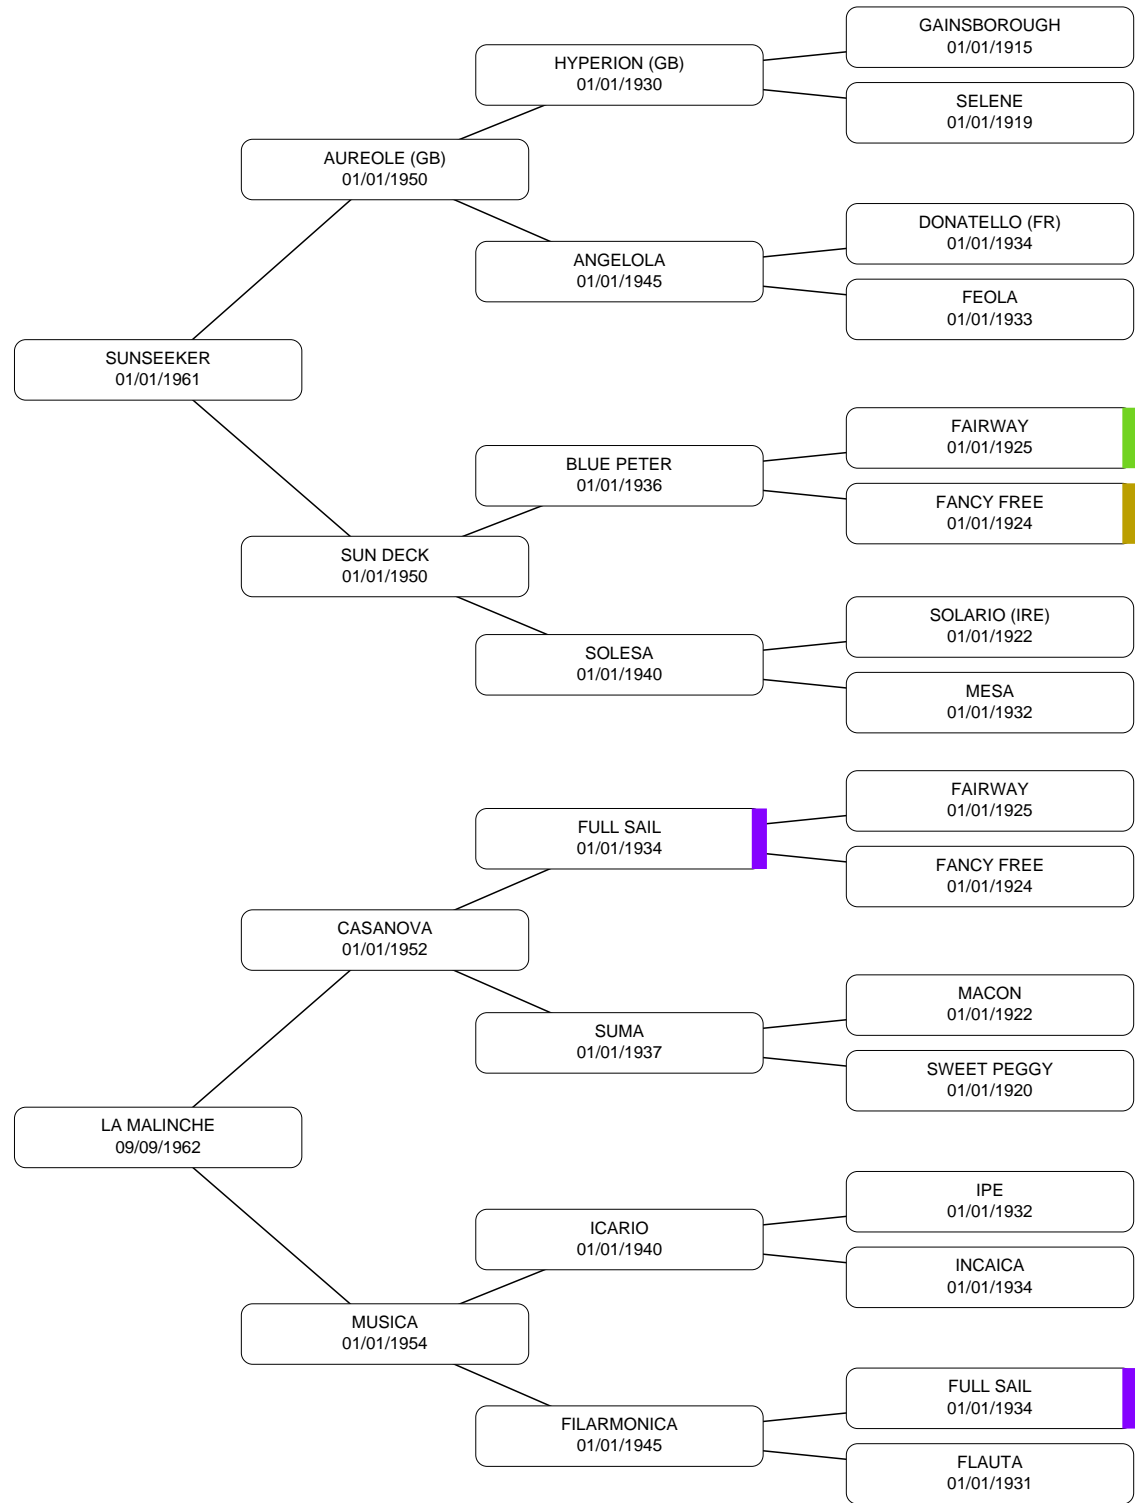 GAINSBOROUGH
01/01/1915
HYPERION (GB)
01/01/1930
SELENE
01/01/1919
AUREOLE (GB)
01/01/1950
DONATELLO (FR)
01/01/1934
ANGELOLA
01/01/1945
FEOLA
01/01/1933
SUNSEEKER
01/01/1961
FAIRWAY
01/01/1925
BLUE PETER
01/01/1936
FANCY FREE
01/01/1924
SUN DECK
01/01/1950
SOLARIO (IRE)
01/01/1922
SOLESA
01/01/1940
MESA
01/01/1932
FAIRWAY
01/01/1925
FULL SAIL
01/01/1934
FANCY FREE
01/01/1924
CASANOVA
01/01/1952
MACON
01/01/1922
SUMA
01/01/1937
SWEET PEGGY
01/01/1920
LA MALINCHE
09/09/1962
IPE
01/01/1932
ICARIO
01/01/1940
INCAICA
01/01/1934
MUSICA
01/01/1954
FULL SAIL
01/01/1934
FILARMONICA
01/01/1945
FLAUTA
01/01/1931